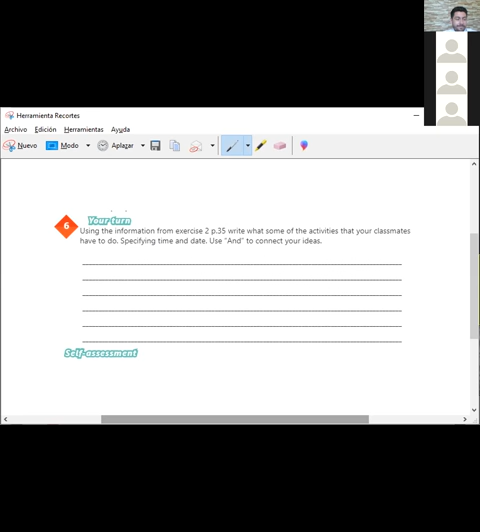 Herramienta Recortes
Archivo Edición Herramientas Ayuda
Nuevo Modo Aplazar
Your turn
6
Using the information from exercise 2 p.35 write what some of the activities that your classmates
have to do. Specifying time and date. Use "And" to connect your ideas.
Self-assessment